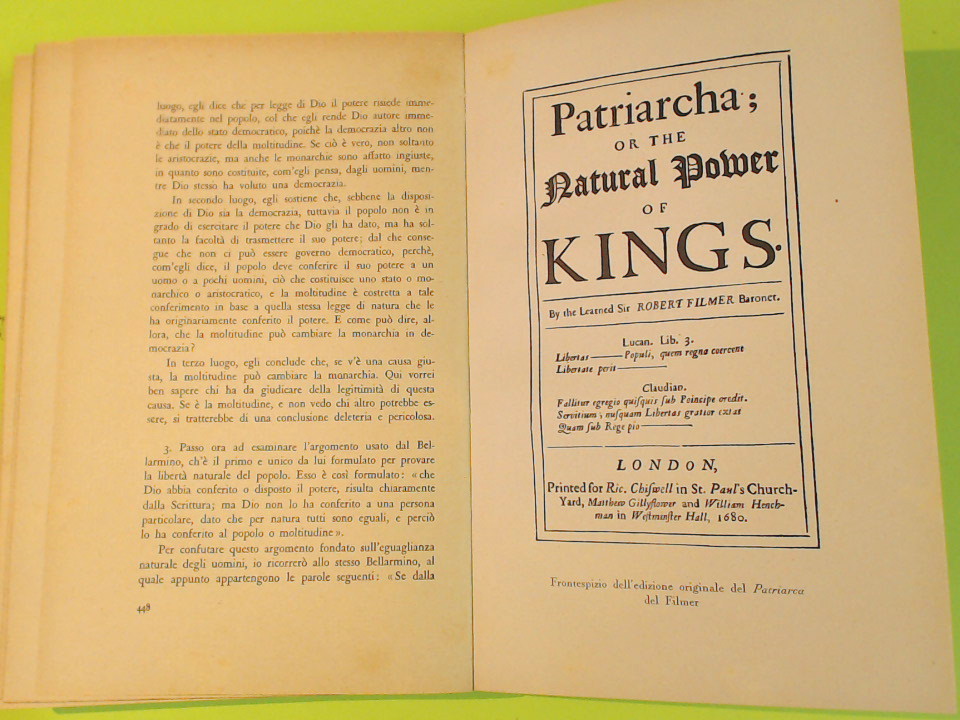 luogo, egli dice che per legge di Dio il potere risiede imme-
diatamente nel popolo, col che egli rende Dio autore imme-
diato dello stato democratico, poichè la democrazia altro non
è che il potere della moltitudine. Se ciò è vero, non soltanto
le aristocrazie, ma anche le monarchie sono affatto ingiuste,
in quanto sono costituite, com'egli pensa, dagli uomini, men-
tre Dio stesso ha voluto una democrazia.
In secondo luogo, egli sostiene che, sebbene la disposi-
zione di Dio sia la democrazia, tuttavia il popolo non è in
grado di esercitare il potere che Dio gli ha dato, ma ha sol-
tanto la facoltà di trasmettere il suo potere; dal che conse-
gue che non ci può essere governo democratico, perchè,
com'egli dice, il popolo deve conferire il suo potere a un
uomo o a pochi uomini, ciò che costituisce uno stato o mo-
narchico o aristocratico, e la moltitudine è costretta a tale
conferimento in base a quella stessa legge di natura che le
ha originariamente conferito il potere. E come può dire, al-
lora, che la moltitudine può cambiare la monarchia in de-
mocrazia?
In terzo luogo, egli conclude che, se v'è una causa giu-
sta, la moltitudine può cambiare la monarchia. Qui vorrei
ben sapere chi ha da giudicare della legittimità di questa
causa. Se è la moltitudine, e non vedo chi altro potrebbe es-
sere, si tratterebbe di una conclusione deleteria e pericolosa.
3. Passo ora ad esaminare l'argomento usato dal Bel-
larmino, ch'è il primo e unico da lui formulato per provare
la libertà naturale del popolo. Esso è così formulato: « che
Dio abbia conferito o disposto il potere, risulta chiaramente
dalla Scrittura; ma Dio non lo ha conferito a una persona
particolare, dato che per natura tutti sono eguali, e perciò
lo ha conferito al popolo o moltitudine ».
Per confutare questo argomento fondato sull'eguaglianza
naturale degli uomini, io ricorrerò allo stesso Bellarmino, al
quale appunto appartengono le parole seguenti: « Se dalla
448
Patriarcha;
OR THE
Natural Power
OF
KINGS.
By the Learned Sir ROBERT FILMER Baronet.
Lucan. Lib. 3.
Libertas —— Populi, quem regna coercent
Libertate perit ——
Claudian.
Fallitur egregio quisquis sub Principe credit.
Servitium; nusquam Libertas gratior extat
Quam sub Rege pio ——
LONDON,
Printed for Ric. Chiswell in St. Paul's Church-
Yard, Matthew Gillyflower and William Hench-
man in Westminster Hall, 1680.
Frontespizio dell'edizione originale del Patriarca
del Filmer